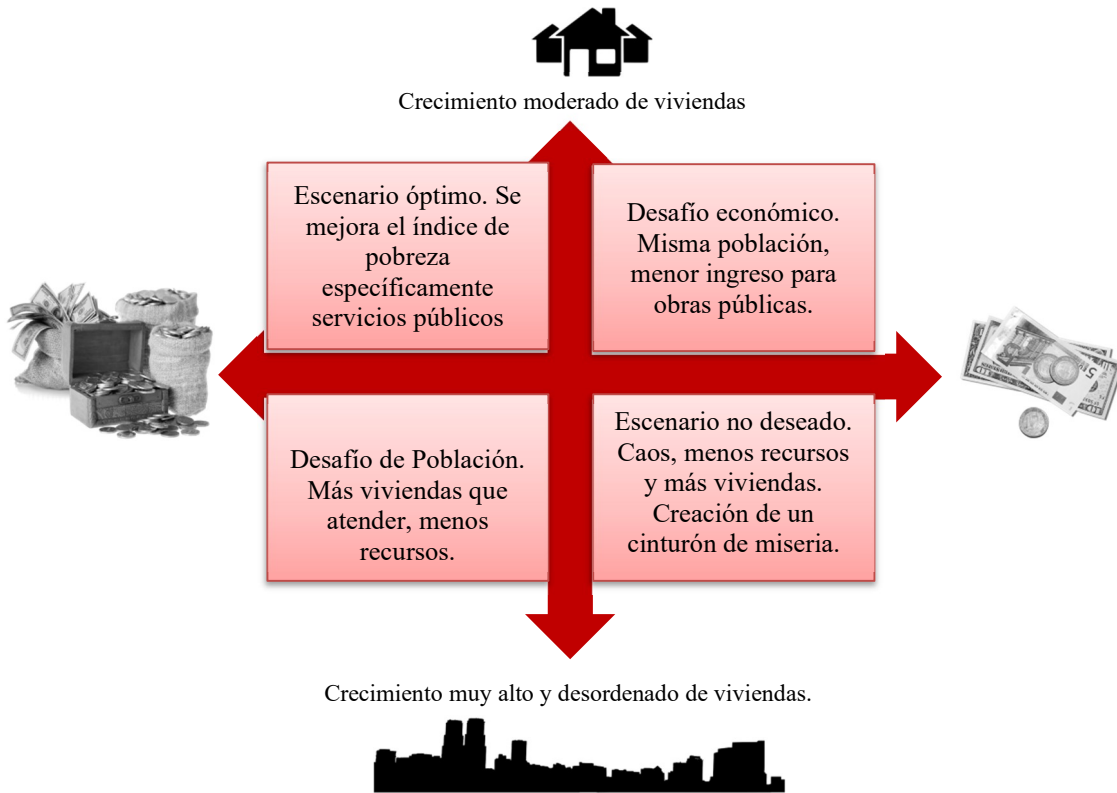 Crecimiento moderado de viviendas
Escenario óptimo. Se
mejora el índice de
pobreza
específicamente
servicios públicos
Desafío económico.
Misma población,
menor ingreso para
obras públicas.
Desafío de Población.
Más viviendas que
atender, menos
recursos.
Escenario no deseado.
Caos, menos recursos
y más viviendas.
Creación de un
cinturón de miseria.
Crecimiento muy alto y desordenado de viviendas.